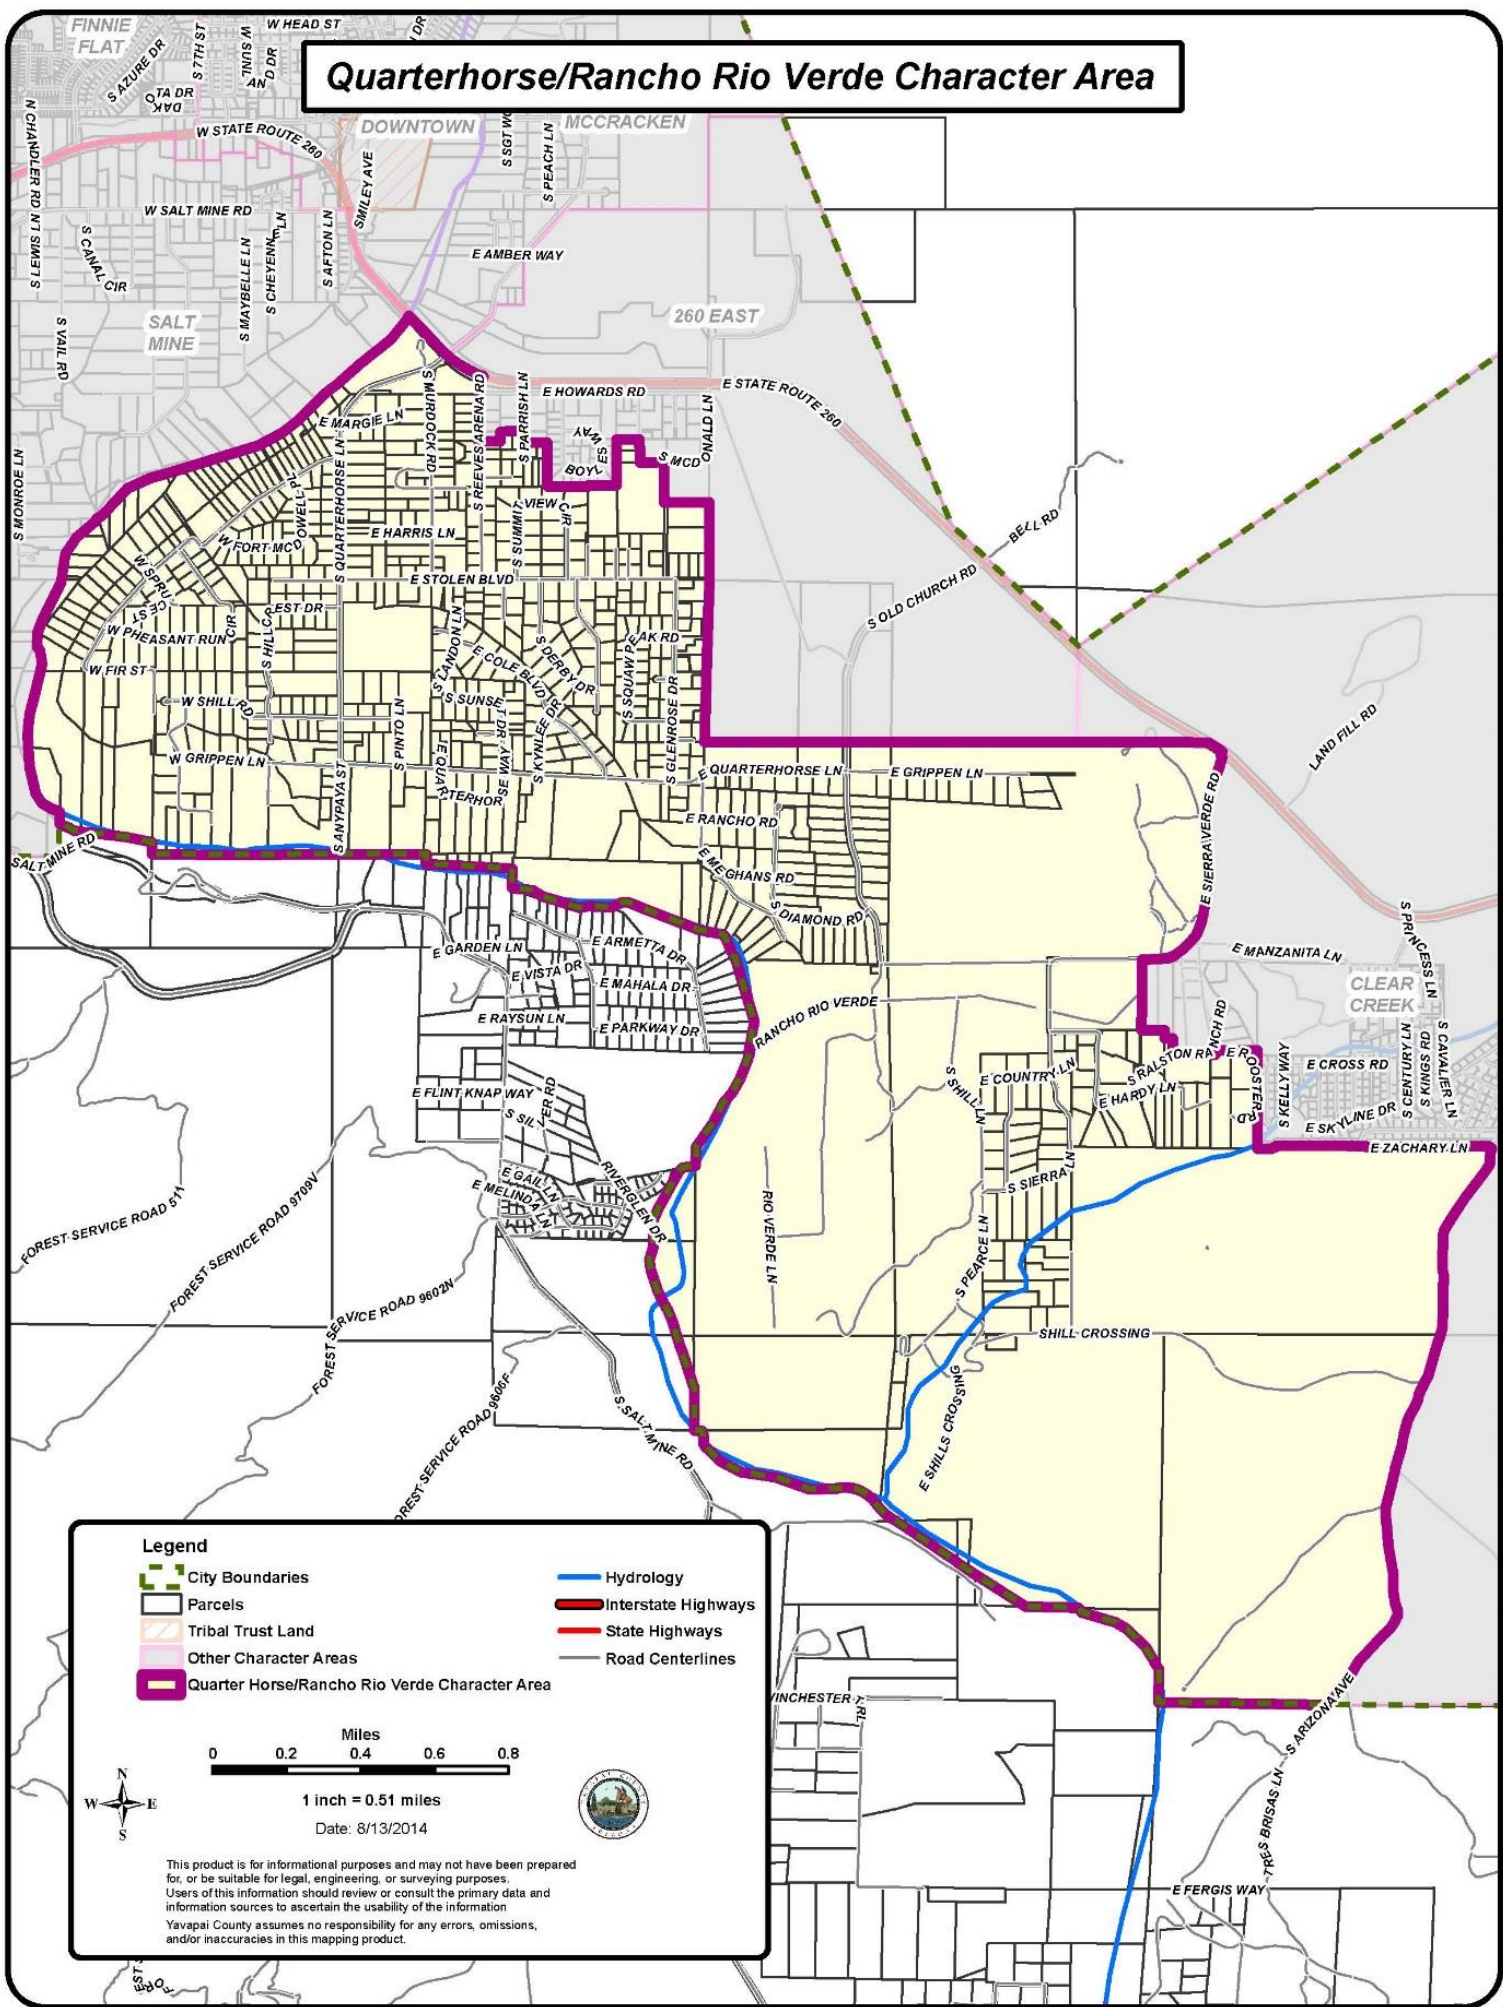 Quarterhorse/Rancho Rio Verde Character Area
FINNIE
FLAT
W HEAD ST
S AZURE DR
S 7TH ST
W STATE ROUTE 260
DOWNTOWN
MCCRACKEN
S PEACH LN
SMILEY AVE
W SALT MINE RD
S CANAL CIR
S MAYBELLE LN
S AFTON LN
E AMBER WAY
S VAIL RD
SALT
MINE
260 EAST
E HOWARDS RD
E STATE ROUTE 260
S MURDOCK RD
S REEVES ARENA RD
S PARRISH LN
E MARGIE LN
S QUARTERHORSE LN
S MCDONALD LN
S MONROE LN
E HARRIS LN
W FORT MCDOWELL PL
BELL RD
E STOLEN BLVD
S OLD CHURCH RD
W SPRUCE ST
W PHEASANT RUN CIR
S HILLCREST DR
S LANDON LN
E COLE BLVD
S DERBY DR
S SQUAW PEAK RD
W FIR ST
W SHILL RD
S PINTO LN
S KYNLEE DR
S GLENROSE DR
LAND FILL RD
W GRIPPEN LN
S ANYPAYA ST
E QUARTERHORSE LN
E GRIPPEN LN
E SIERRA VERDE RD
SALT MINE RD
E RANCHO RD
E MEGHANS RD
S DIAMOND RD
S PRINCESS LN
E GARDEN LN
E ARMETTA DR
E MANZANITA LN
E VISTA DR
E MAHALA DR
CLEAR
CREEK
RANCHO RIO VERDE
E RAYSUN LN
E PARKWAY DR
S RALSTON RANCH RD
E ROOSTER RD
S KELLY WAY
E CROSS RD
S CENTURY LN
S KINGS RD
S CAVALIER LN
E FLINT KNAP WAY
S SILVER RD
S SHILL LN
E COUNTRY LN
E HARDY LN
E SKYLINE DR
E ZACHARY LN
E GAIL LN
E MELINDA LN
RIVERGLEN DR
RIO VERDE LN
S SIERRA LN
S PEARCE LN
FOREST SERVICE ROAD 511
FOREST SERVICE ROAD 9709V
FOREST SERVICE ROAD 9602N
SHILL CROSSING
S SALT MINE RD
E SHILLS CROSSING
Legend
City Boundaries
Parcels
Tribal Trust Land
Other Character Areas
Quarter Horse/Rancho Rio Verde Character Area
Hydrology
Interstate Highways
State Highways
Road Centerlines
Miles
0 0.2 0.4 0.6 0.8
N
W E
S
1 inch = 0.51 miles
Date: 8/13/2014
This product is for informational purposes and may not have been prepared
for, or be suitable for legal, engineering, or surveying purposes.
Users of this information should review or consult the primary data and
information sources to ascertain the usability of the information
Yavapai County assumes no responsibility for any errors, omissions,
and/or inaccuracies in this mapping product.
S ARIZONA AVE
TRES BRISAS LN
E FERGIS WAY